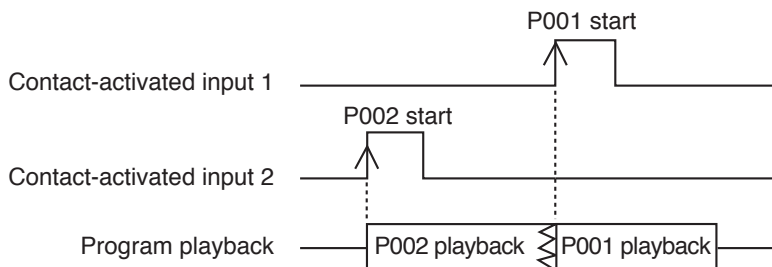 P001 start
Contact-activated input 1
P002 start
Contact-activated input 2
Program playback
P002 playback
P001 playback